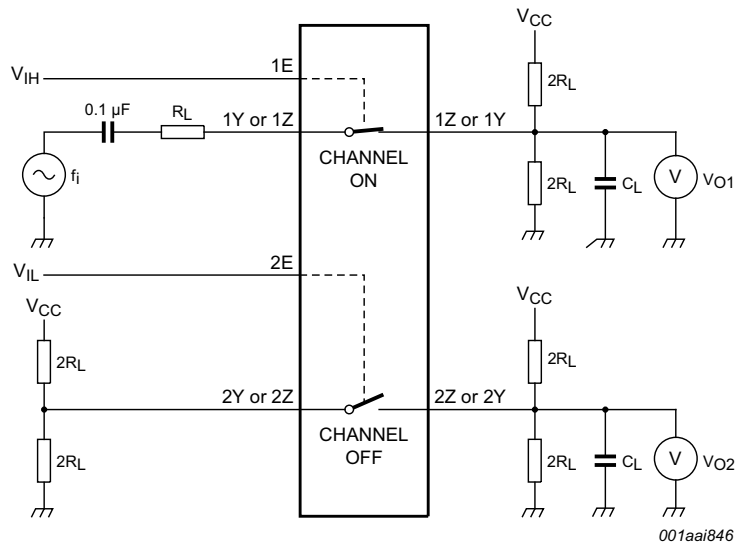 VCC
VIH
1E
2RL
0.1 µF
RL
1Y or 1Z
1Z or 1Y
fi
CHANNEL
ON
2RL
CL
V
VO1
VIL
2E
VCC
VCC
2RL
2RL
2Y or 2Z
2Z or 2Y
2RL
CHANNEL
OFF
2RL
CL
V
VO2
001aai846